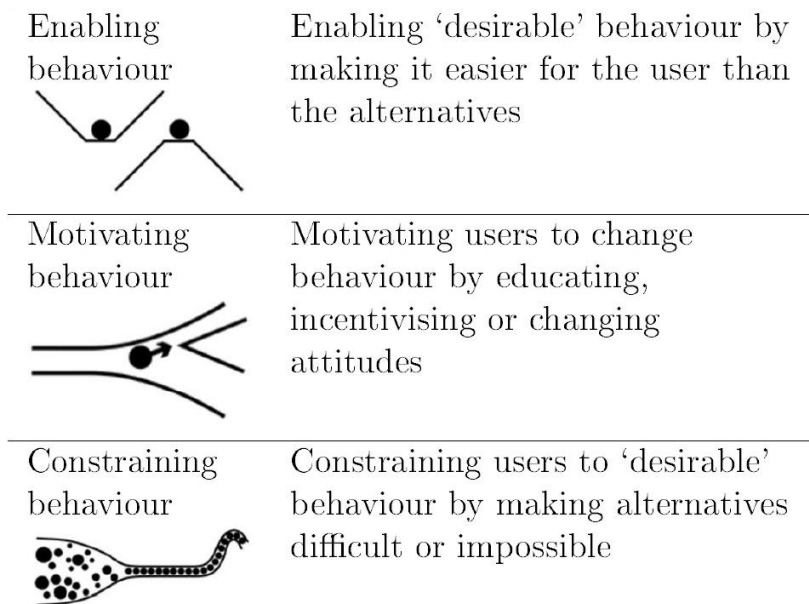 Enabling
behaviour
Enabling ‘desirable’ behaviour by
making it easier for the user than
the alternatives
Motivating
behaviour
Motivating users to change
behaviour by educating,
incentivising or changing
attitudes
Constraining
behaviour
Constraining users to ‘desirable’
behaviour by making alternatives
difficult or impossible